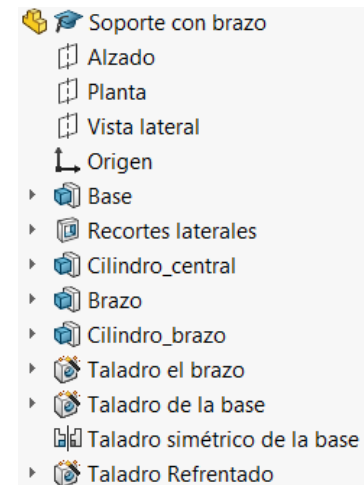 Soporte con brazo
Alzado
Planta
Vista lateral
Origen
Base
Recortes laterales
Cilindro_central
Brazo
Cilindro_brazo
Taladro el brazo
Taladro de la base
Taladro simétrico de la base
Taladro Refrentado